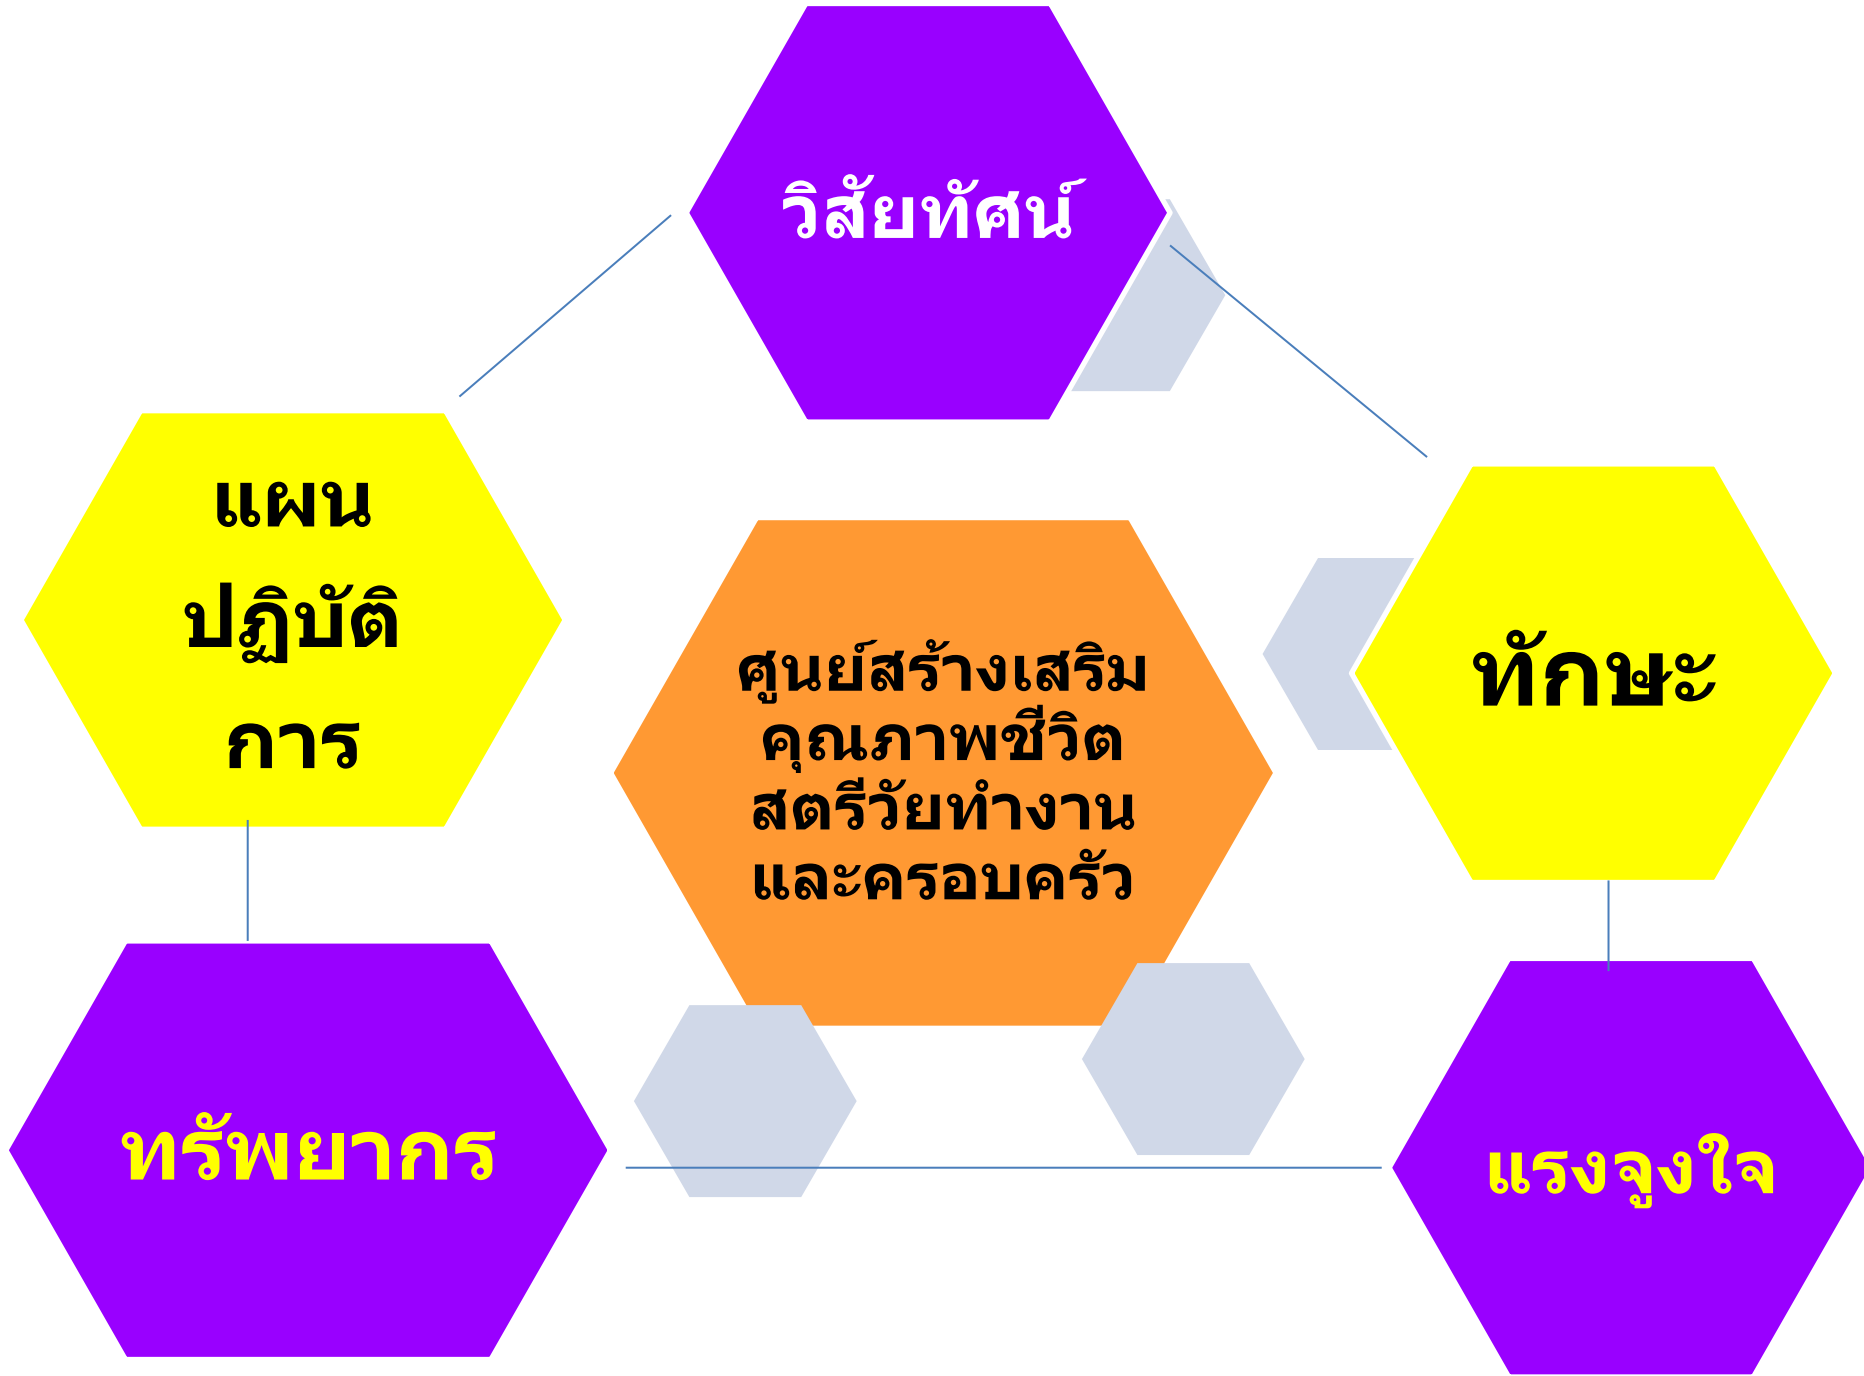 วิสัยทัศน์
แผน
ปฏิบัติ
การ
ศูนย์สร้างเสริม
คุณภาพชีวิต
สตรีวัยทำงาน
และครอบครัว
ทักษะ
ทรัพยากร
แรงจูงใจ